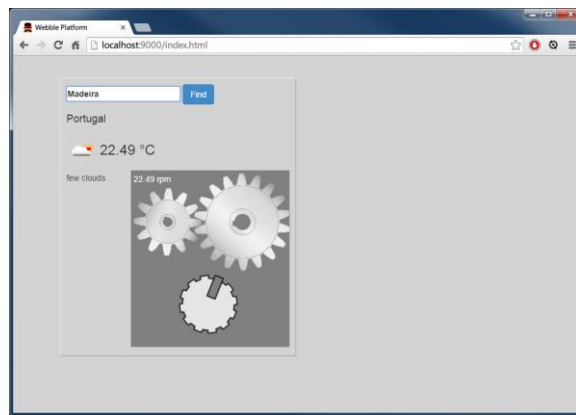 Webble Platform
localhost:9000/index.html
Madeira Find
Portugal
22.49 °C
few clouds
22.49 rpm